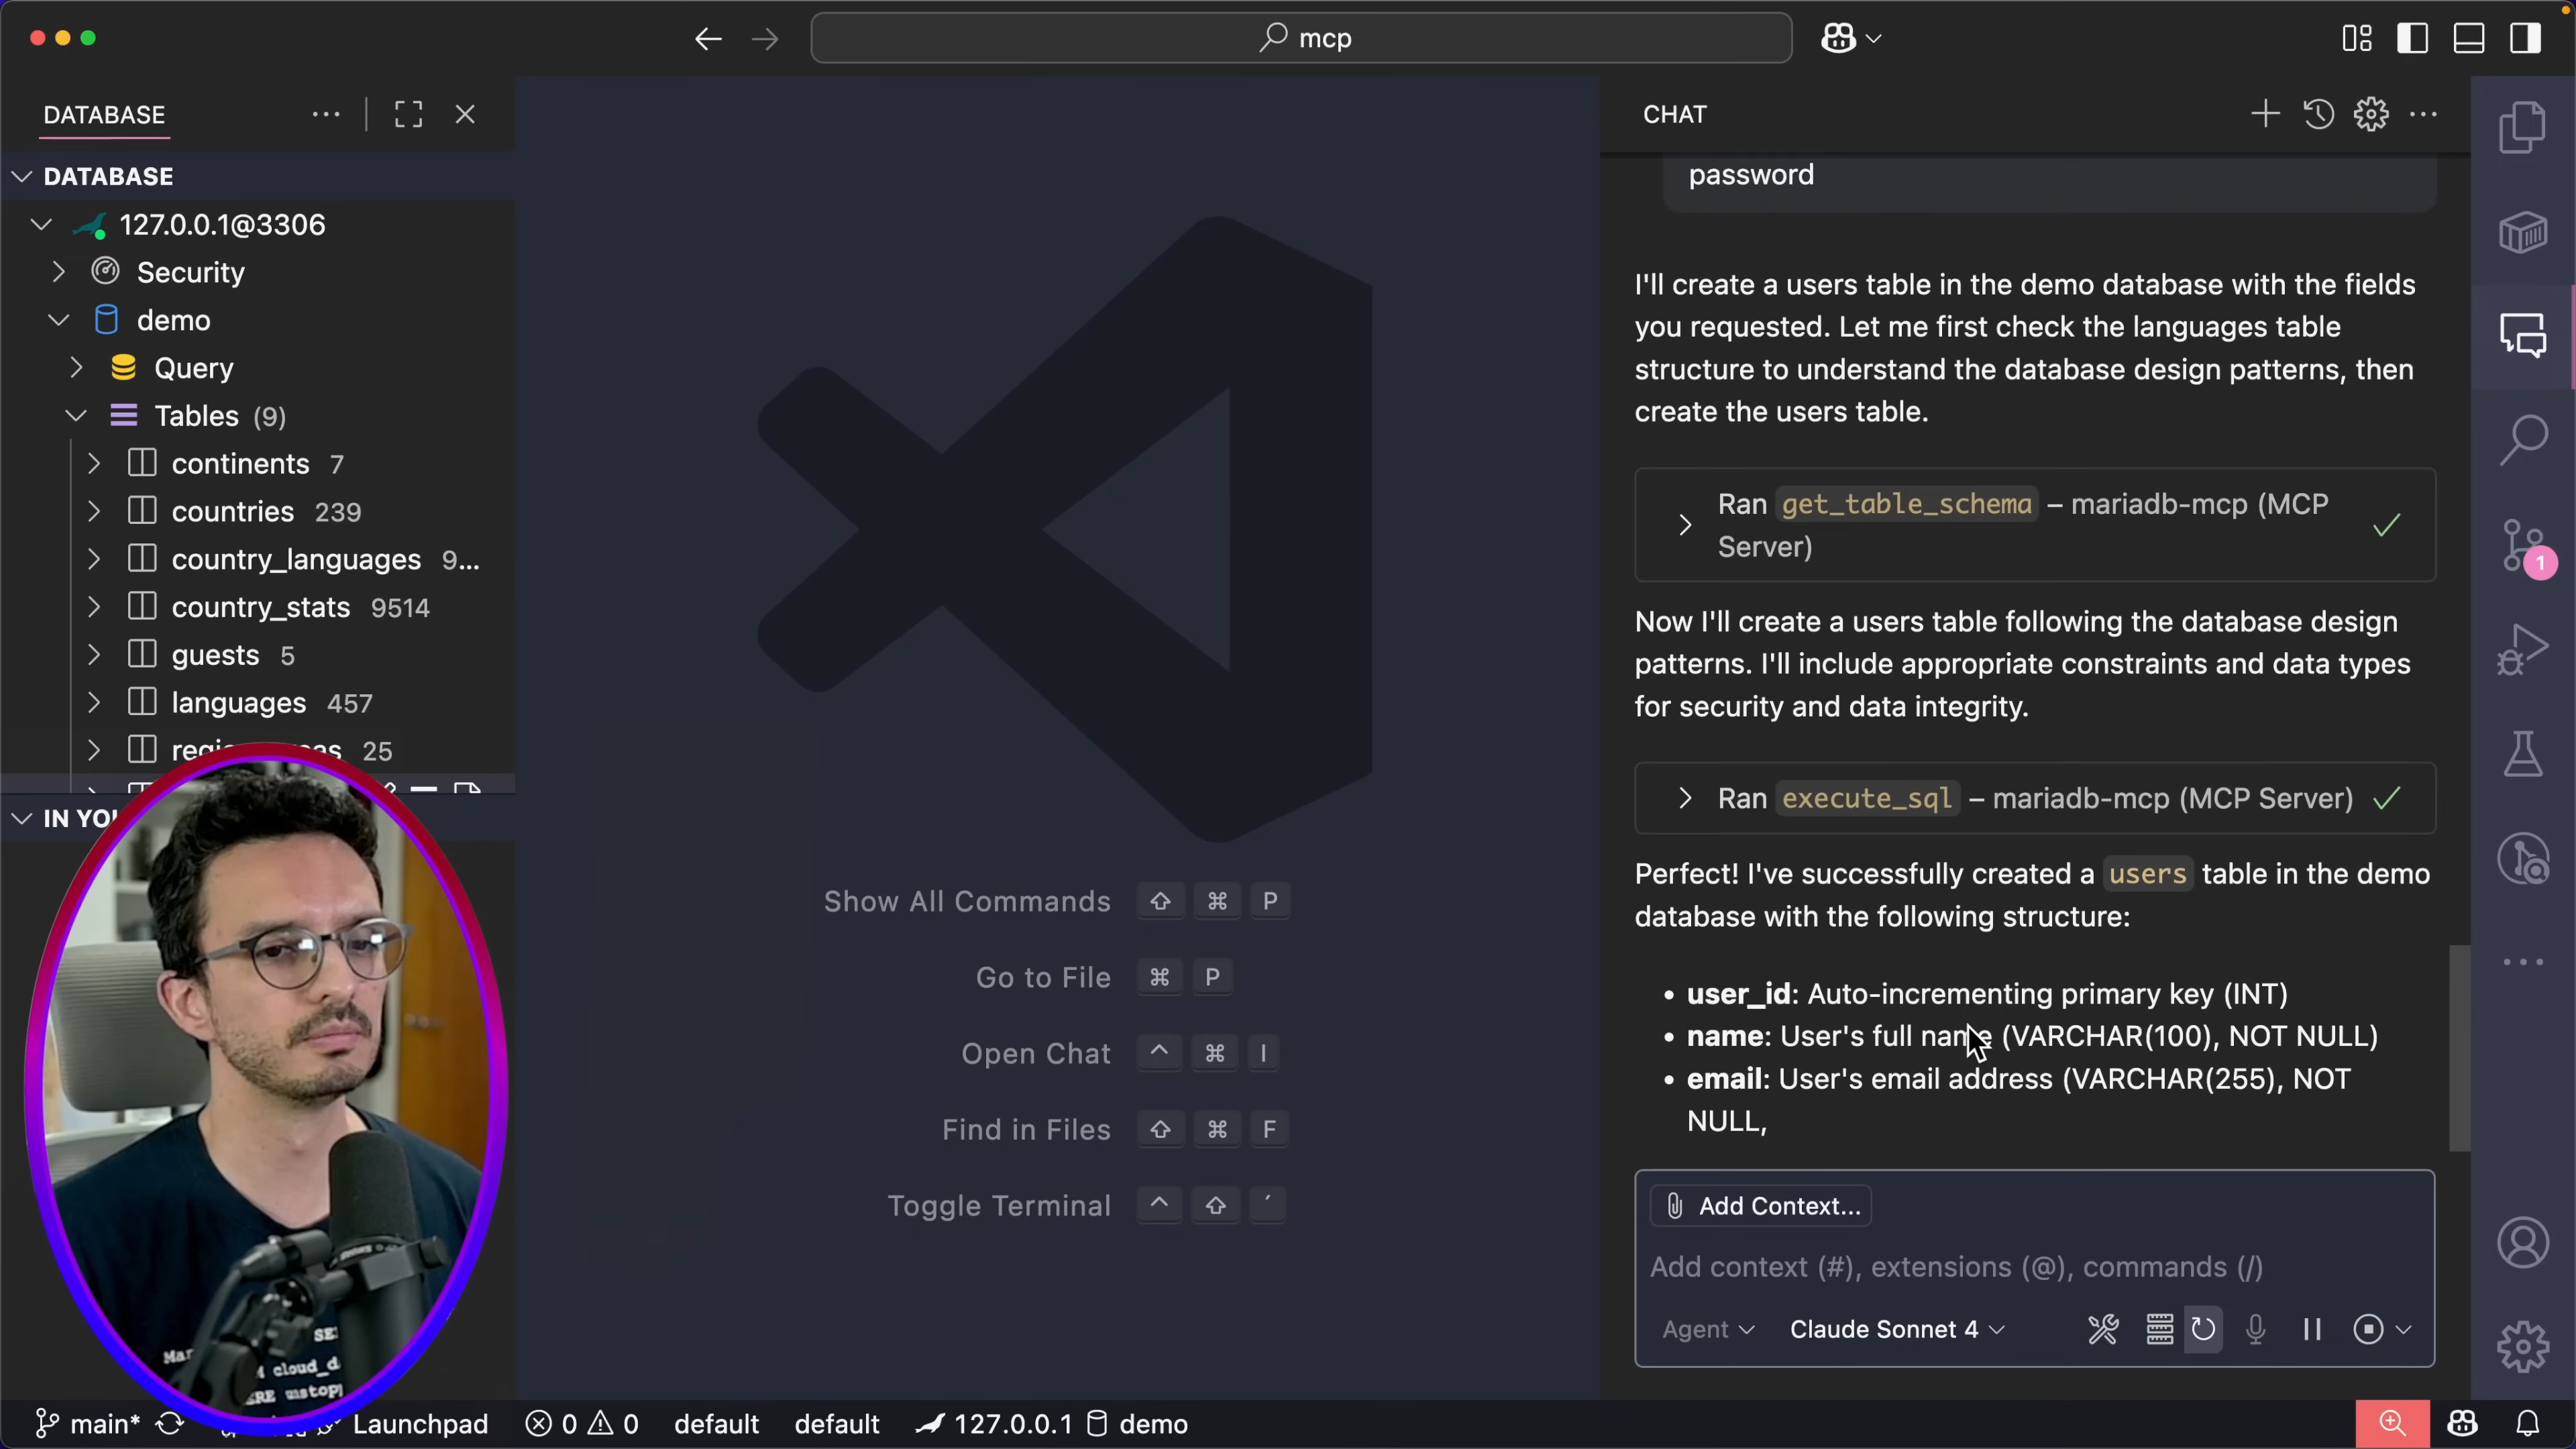 mcp
DATABASE
DATABASE
127.0.0.1@3306
Security
demo
Query
Tables (9)
continents 7
countries 239
country_languages 9...
country_stats 9514
guests 5
languages 457
25
IN YOU
Show All Commands ⇧ ⌘ P
Go to File ⌘ P
Open Chat ^ ⌘ I
Find in Files ⇧ ⌘ F
Toggle Terminal ^ ⇧ ´
CHAT
password
I'll create a users table in the demo database with the fields
you requested. Let me first check the languages table
structure to understand the database design patterns, then
create the users table.
Ran get_table_schema – mariadb-mcp (MCP
Server)
Now I'll create a users table following the database design
patterns. I'll include appropriate constraints and data types
for security and data integrity.
Ran execute_sql – mariadb-mcp (MCP Server)
Perfect! I've successfully created a users table in the demo
database with the following structure:
• user_id: Auto-incrementing primary key (INT)
• name: User's full name (VARCHAR(100), NOT NULL)
• email: User's email address (VARCHAR(255), NOT
NULL,
Add Context...
Add context (#), extensions (@), commands (/)
Agent Claude Sonnet 4
1
main* Launchpad 0 0 default default 127.0.0.1 demo